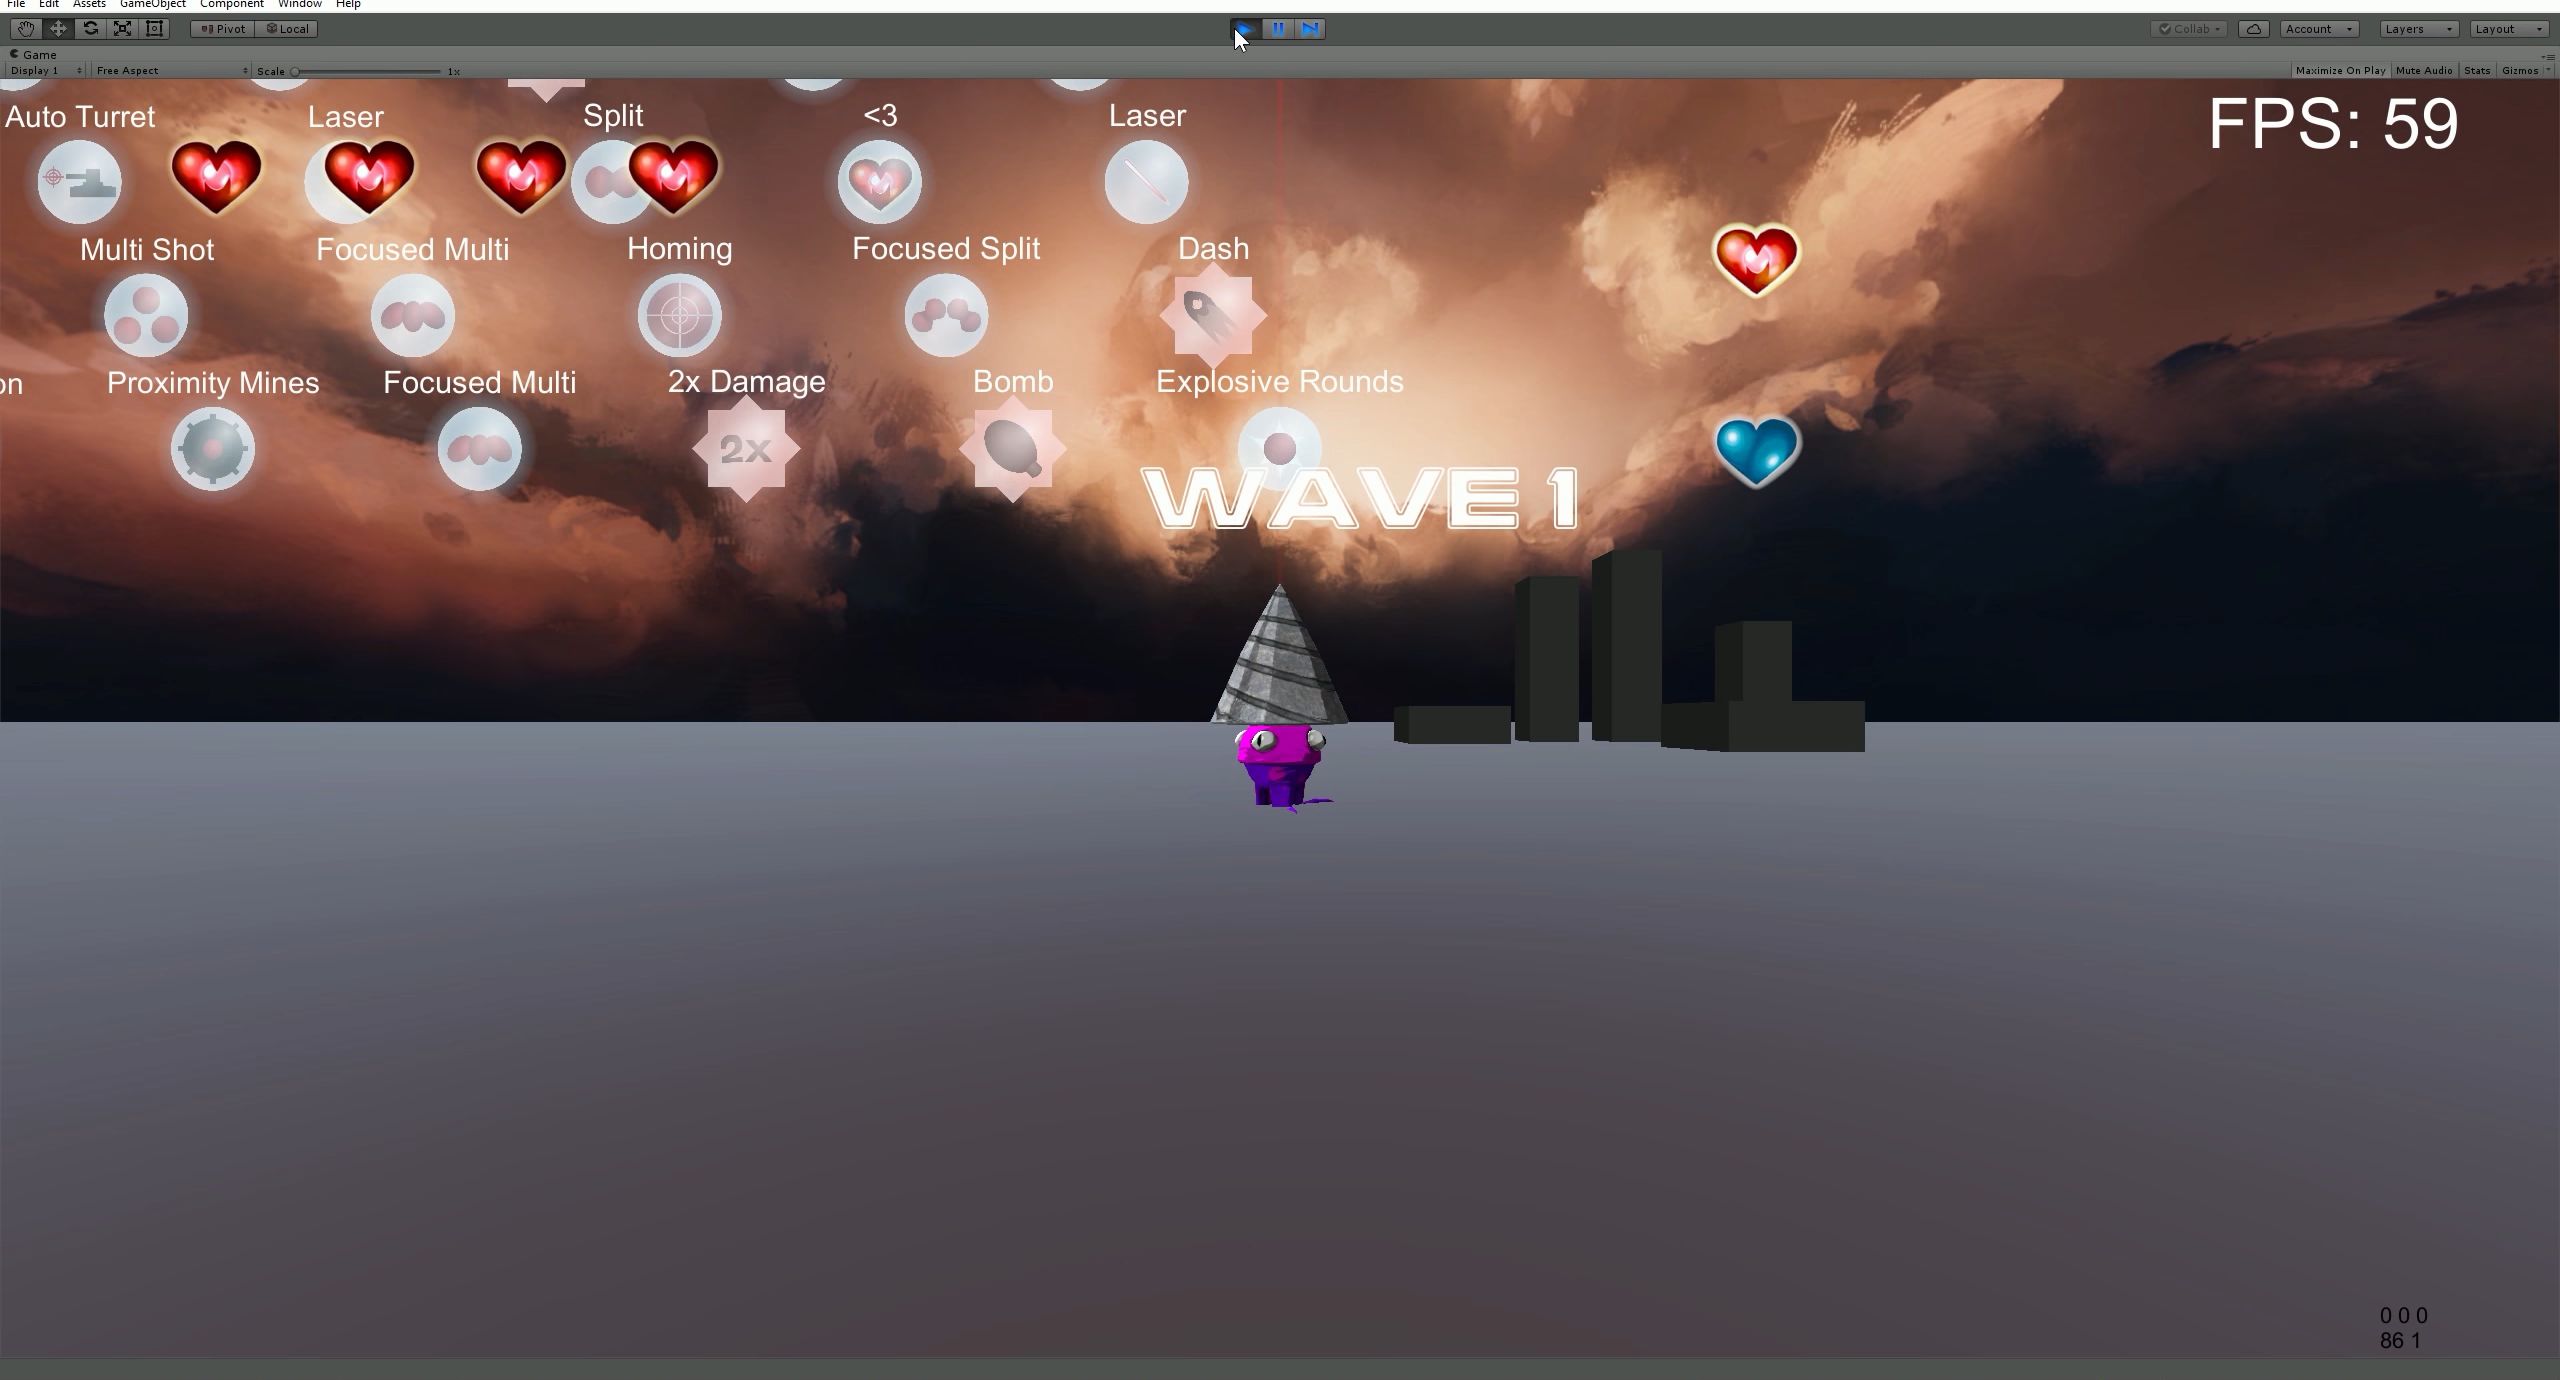 File Edit Assets GameObject Component Window Help
Pivot Local Collab Account Layers Layout
Game
Display 1 Free Aspect Scale 1x Maximize On Play Mute Audio Stats Gizmos
Auto Turret Laser Split <3 Laser FPS: 59
Multi Shot Focused Multi Homing Focused Split Dash
on Proximity Mines Focused Multi 2x Damage Bomb Explosive Rounds
2x
WAVE 1
0 0 0
86 1